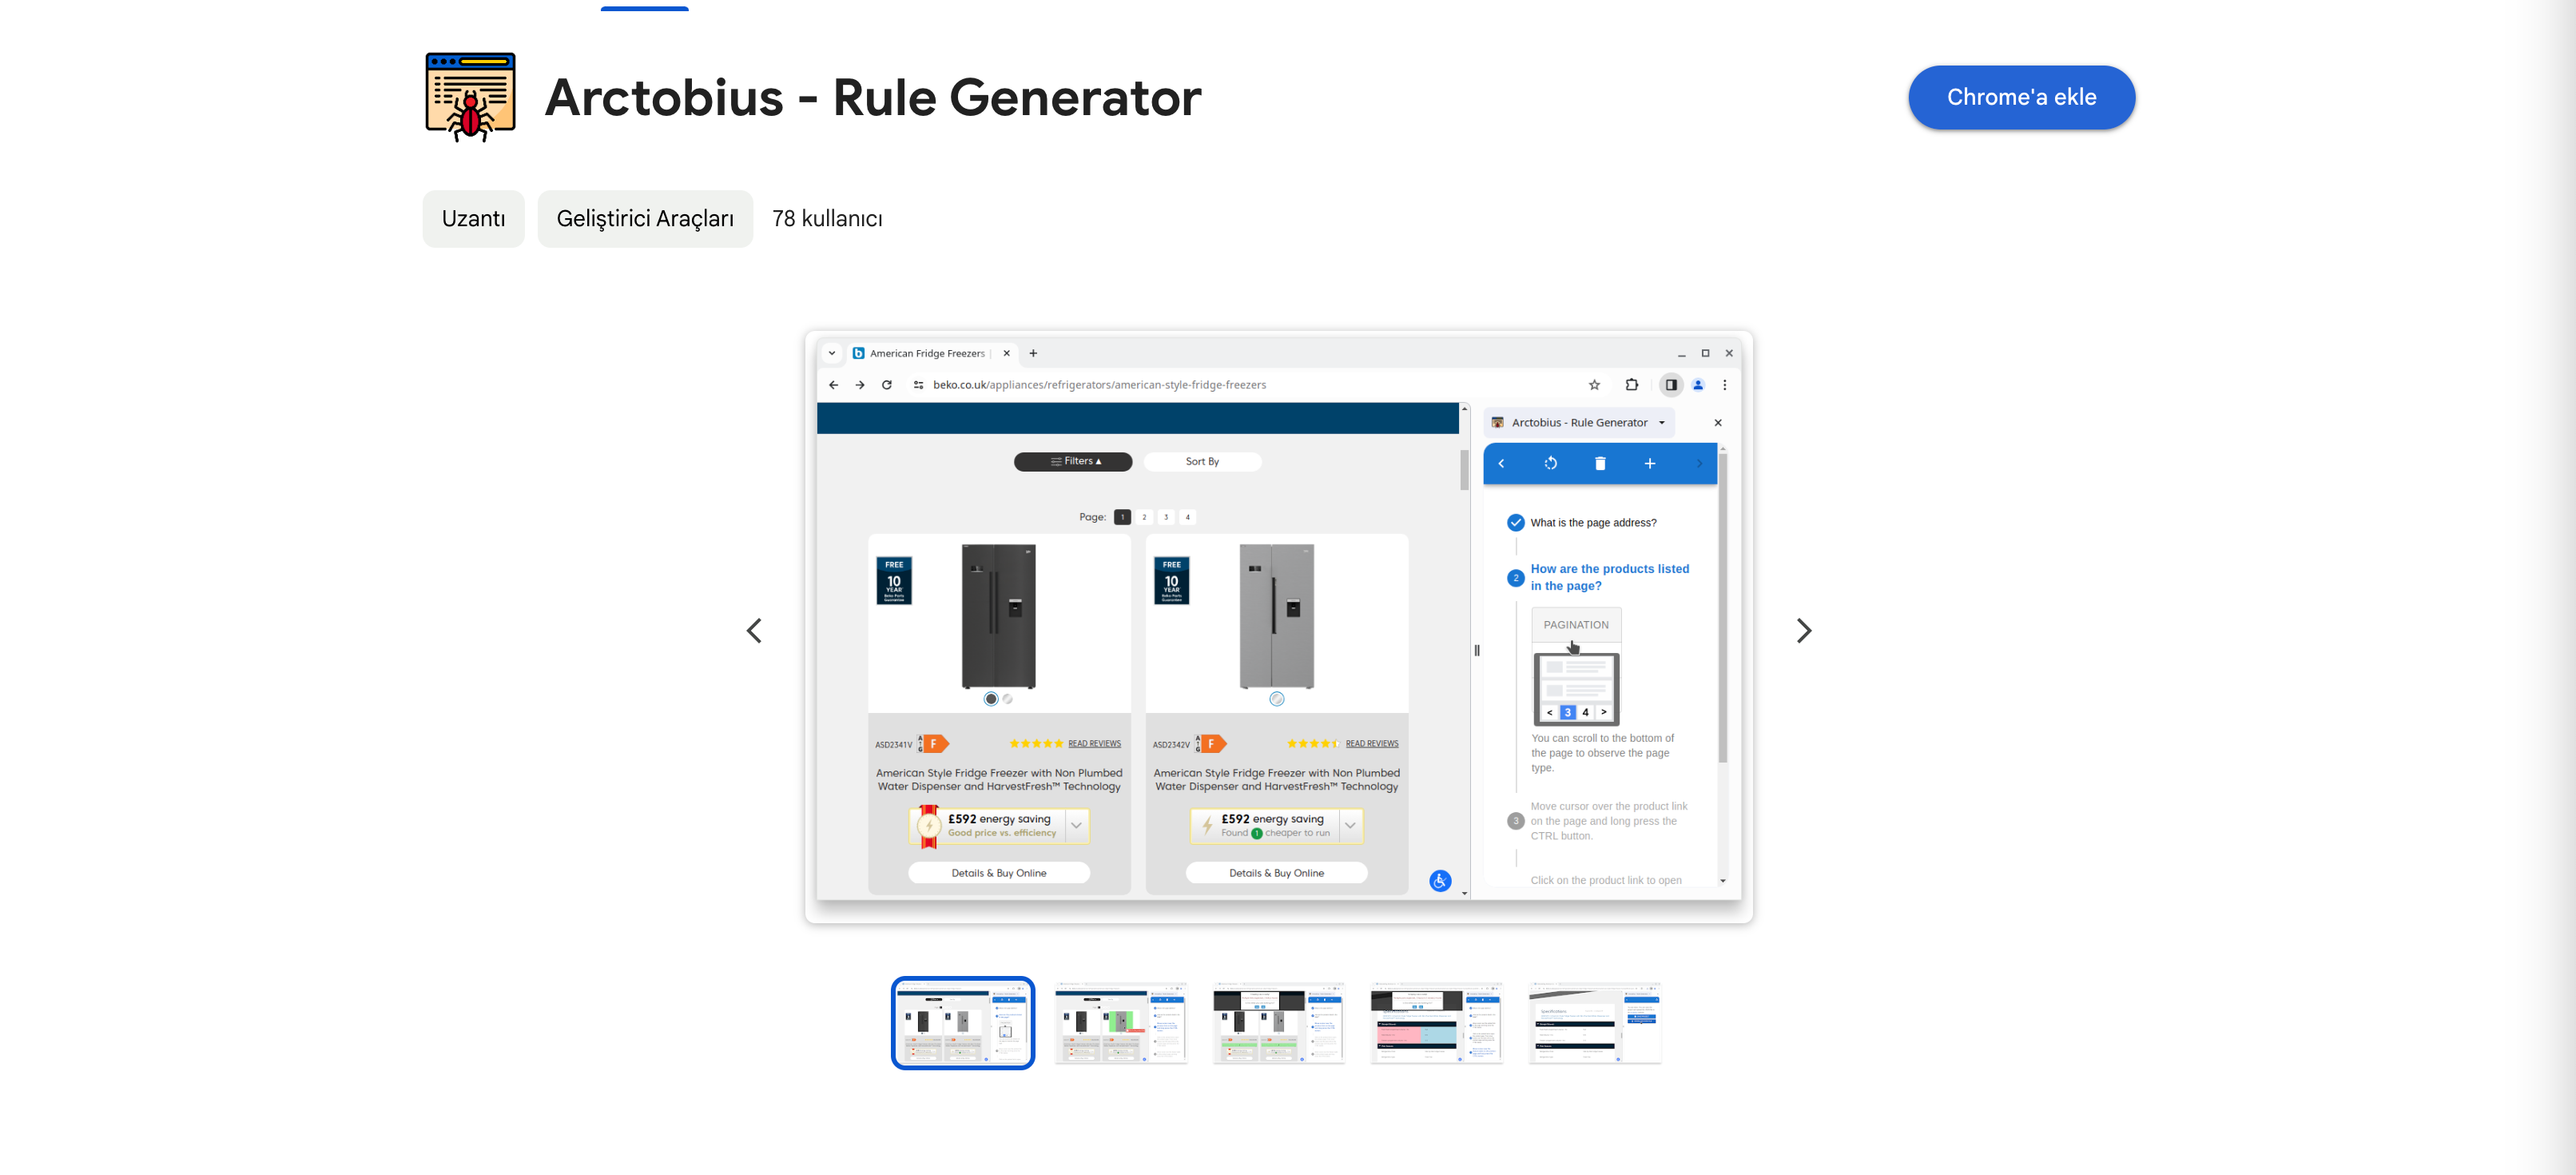 Arctobius - Rule Generator
Chrome'a ekle
Uzantı
Geliştirici Araçları
78 kullanıcı
American Fridge Freezers
beko.co.uk/appliances/refrigerators/american-style-fridge-freezers
Arctobius - Rule Generator
Filters
Sort By
Page: 1 2 3 4
FREE
10
YEAR
Beko Parts
Guarantee
FREE
10
YEAR
Beko Parts
Guarantee
ASD2341V
A
G
F
READ REVIEWS
ASD2342V
A
G
F
READ REVIEWS
American Style Fridge Freezer with Non Plumbed
Water Dispenser and HarvestFresh™ Technology
American Style Fridge Freezer with Non Plumbed
Water Dispenser and HarvestFresh™ Technology
£592 energy saving
Good price vs. efficiency
£592 energy saving
Found 1 cheaper to run
Details & Buy Online
Details & Buy Online
What is the page address?
2
How are the products listed
in the page?
PAGINATION
< 3 4 >
You can scroll to the bottom of
the page to observe the page
type.
3
Move cursor over the product link
on the page and long press the
CTRL button.
Click on the product link to open